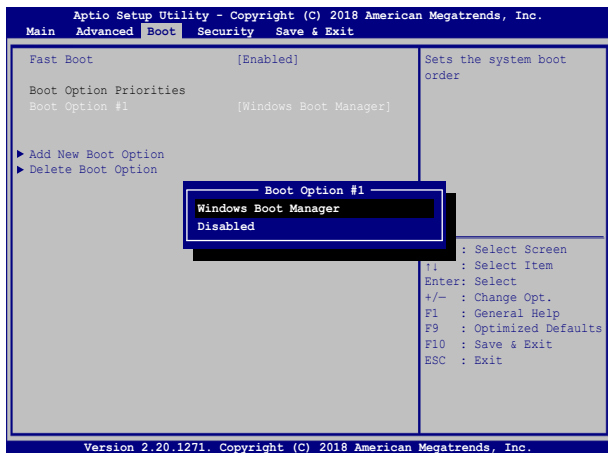 Aptio Setup Utility - Copyright (C) 2018 American Megatrends, Inc.
Main Advanced Boot Security Save & Exit
Fast Boot [Enabled]
Boot Option Priorities
Boot Option #1 [Windows Boot Manager]
Add New Boot Option
Delete Boot Option
Sets the system boot
order
Boot Option #1
Windows Boot Manager
Disabled
: Select Screen
↑↓ : Select Item
Enter: Select
+/— : Change Opt.
F1 : General Help
F9 : Optimized Defaults
F10 : Save & Exit
ESC : Exit
Version 2.20.1271. Copyright (C) 2018 American Megatrends, Inc.